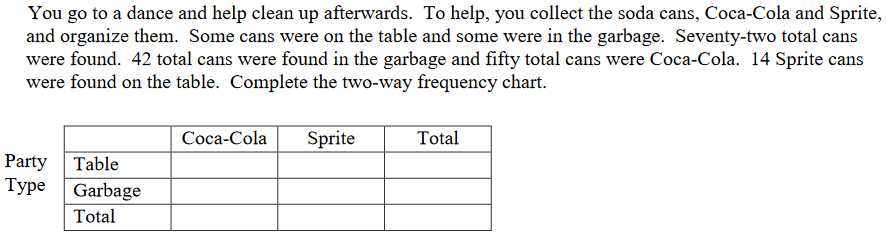 You go to a dance and help clean up afterwards.  To help, you collect the soda cans, Coca-Cola and Sprite,
and organize them.  Some cans were on the table and some were in the garbage.  Seventy-two total cans
were found.  42 total cans were found in the garbage and fifty total cans were Coca-Cola.  14 Sprite cans
were found on the table.  Complete the two-way frequency chart.
Coca-Cola Sprite Total
Party Table
Type Garbage
Total